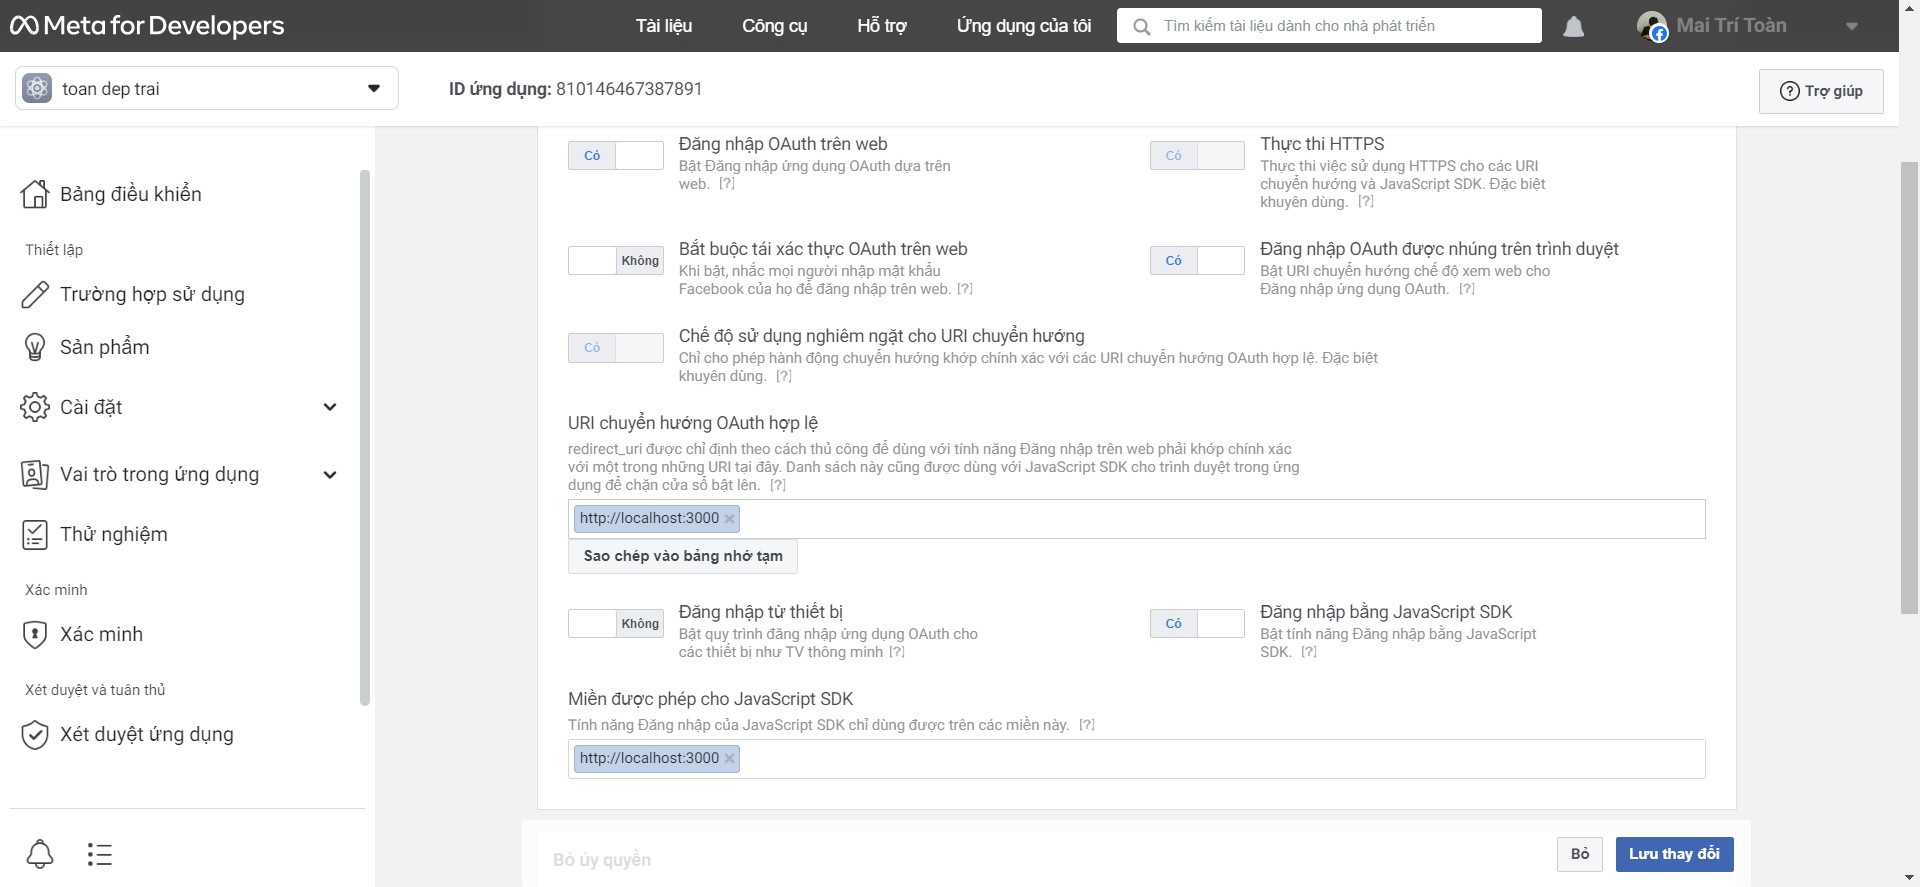 Meta for Developers
Tài liệu
Công cụ
Hỗ trợ
Ứng dụng của tôi
Tìm kiếm tài liệu dành cho nhà phát triển
Mai Trí Toàn
toan dep trai
ID ứng dụng: 810146467387891
Trợ giúp
Bảng điều khiển
Thiết lập
Trường hợp sử dụng
Sản phẩm
Cài đặt
Vai trò trong ứng dụng
Thử nghiệm
Xác minh
Xác minh
Xét duyệt và tuân thủ
Xét duyệt ứng dụng
Có
Đăng nhập OAuth trên web
Bật Đăng nhập ứng dụng OAuth dựa trên
web. [?]
Có
Thực thi HTTPS
Thực thi việc sử dụng HTTPS cho các URI
chuyển hướng và JavaScript SDK. Đặc biệt
khuyên dùng. [?]
Không
Bắt buộc tái xác thực OAuth trên web
Khi bật, nhắc mọi người nhập mật khẩu
Facebook của họ để đăng nhập trên web. [?]
Có
Đăng nhập OAuth được nhúng trên trình duyệt
Bật URI chuyển hướng chế độ xem web cho
Đăng nhập ứng dụng OAuth. [?]
Có
Chế độ sử dụng nghiêm ngặt cho URI chuyển hướng
Chỉ cho phép hành động chuyển hướng khớp chính xác với các URI chuyển hướng OAuth hợp lệ. Đặc biệt
khuyên dùng. [?]
URI chuyển hướng OAuth hợp lệ
redirect_uri được chỉ định theo cách thủ công để dùng với tính năng Đăng nhập trên web phải khớp chính xác
với một trong những URI tại đây. Danh sách này cũng được dùng với JavaScript SDK cho trình duyệt trong ứng
dụng để chặn cửa sổ bật lên. [?]
http://localhost:3000
Sao chép vào bảng nhớ tạm
Không
Đăng nhập từ thiết bị
Bật quy trình đăng nhập ứng dụng OAuth cho
các thiết bị như TV thông minh [?]
Có
Đăng nhập bằng JavaScript SDK
Bật tính năng Đăng nhập bằng JavaScript
SDK. [?]
Miền được phép cho JavaScript SDK
Tính năng Đăng nhập của JavaScript SDK chỉ dùng được trên các miền này. [?]
http://localhost:3000
Bỏ ủy quyền
Bỏ
Lưu thay đổi